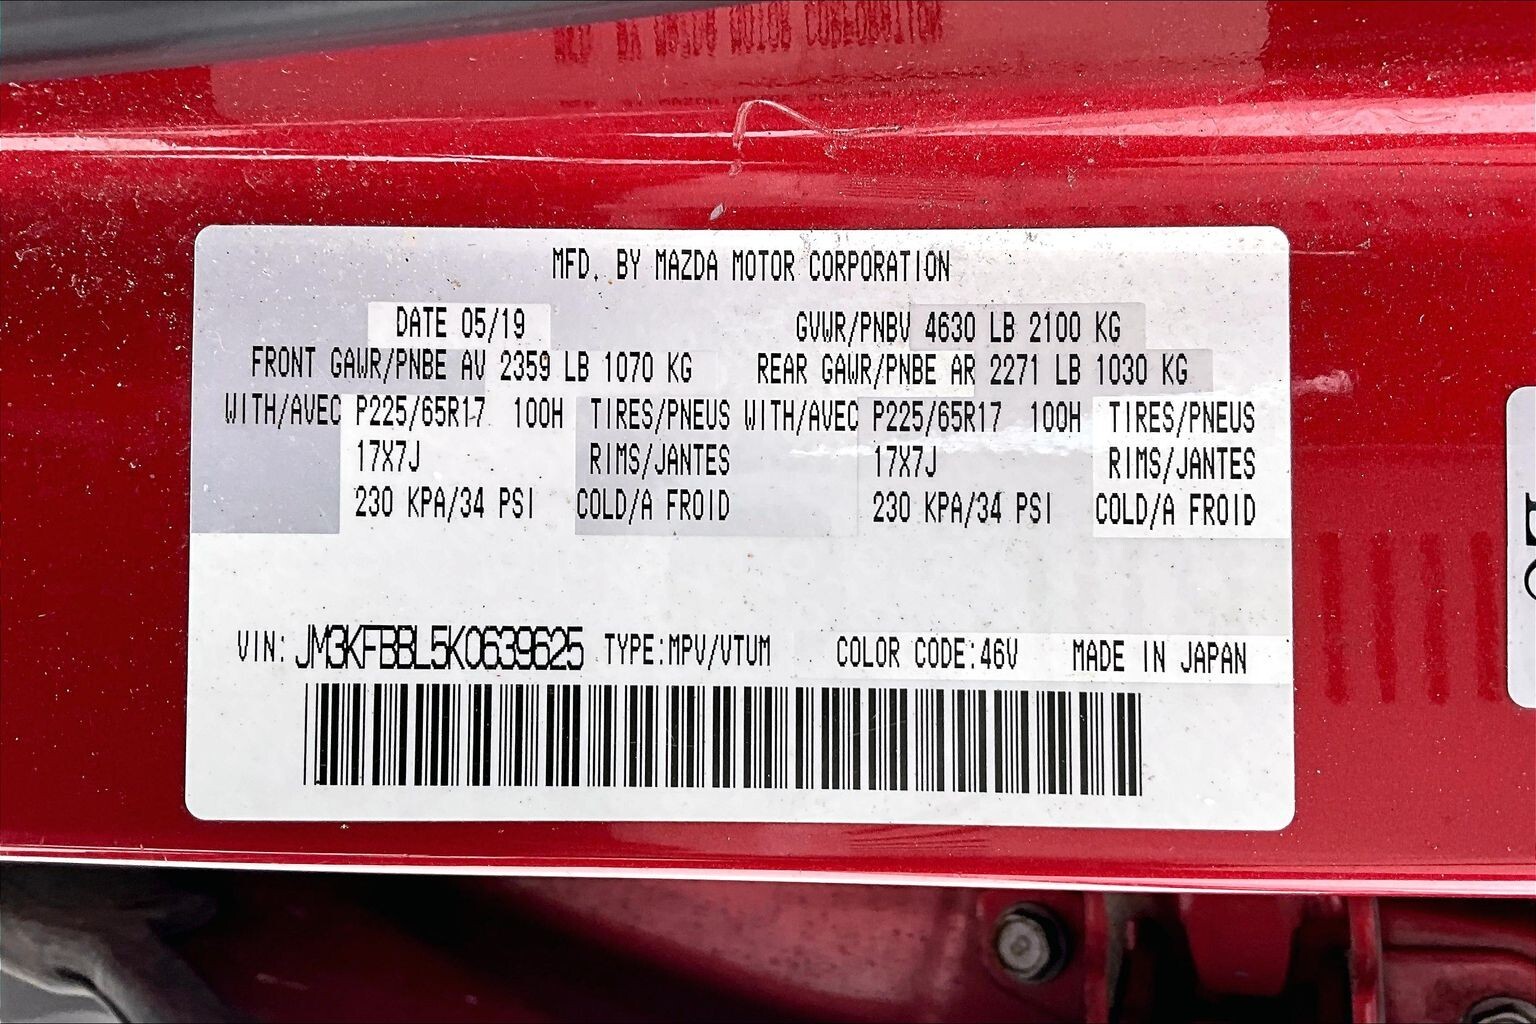 MFD. BY MAZDA MOTOR CORPORATION
DATE 05/19 GVWR/PNBV 4630 LB 2100 KG
FRONT GAWR/PNBE AV 2359 LB 1070 KG REAR GAWR/PNBE AR 2271 LB 1030 KG
WITH/AVEC P225/65R17 100H TIRES/PNEUS WITH/AVEC P225/65R17 100H TIRES/PNEUS
17X7J RIMS/JANTES 17X7J RIMS/JANTES
230 KPA/34 PSI COLD/A FROID 230 KPA/34 PSI COLD/A FROID
VIN: JM3KFBBL5K0639625 TYPE:MPV/VTUM COLOR CODE:46V MADE IN JAPAN